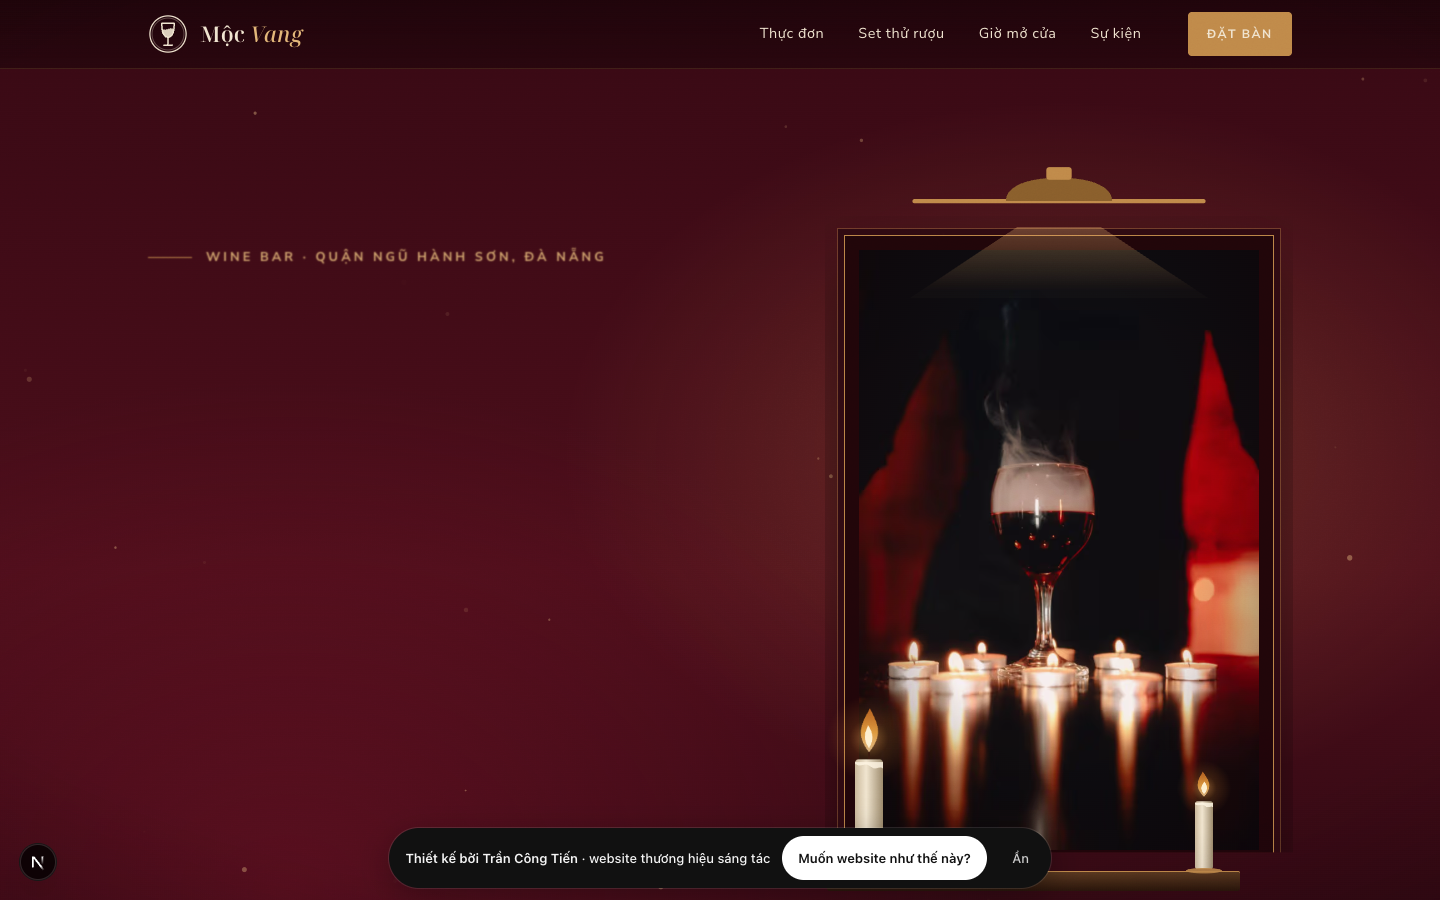 Mộc Vang
Thực đơn
Set thử rượu
Giờ mở cửa
Sự kiện
ĐẶT BÀN
WINE BAR · QUẬN NGŨ HÀNH SƠN, ĐÀ NẴNG
Thiết kế bởi Trần Công Tiến · website thương hiệu sáng tác
Muốn website như thế này?
Ẩn